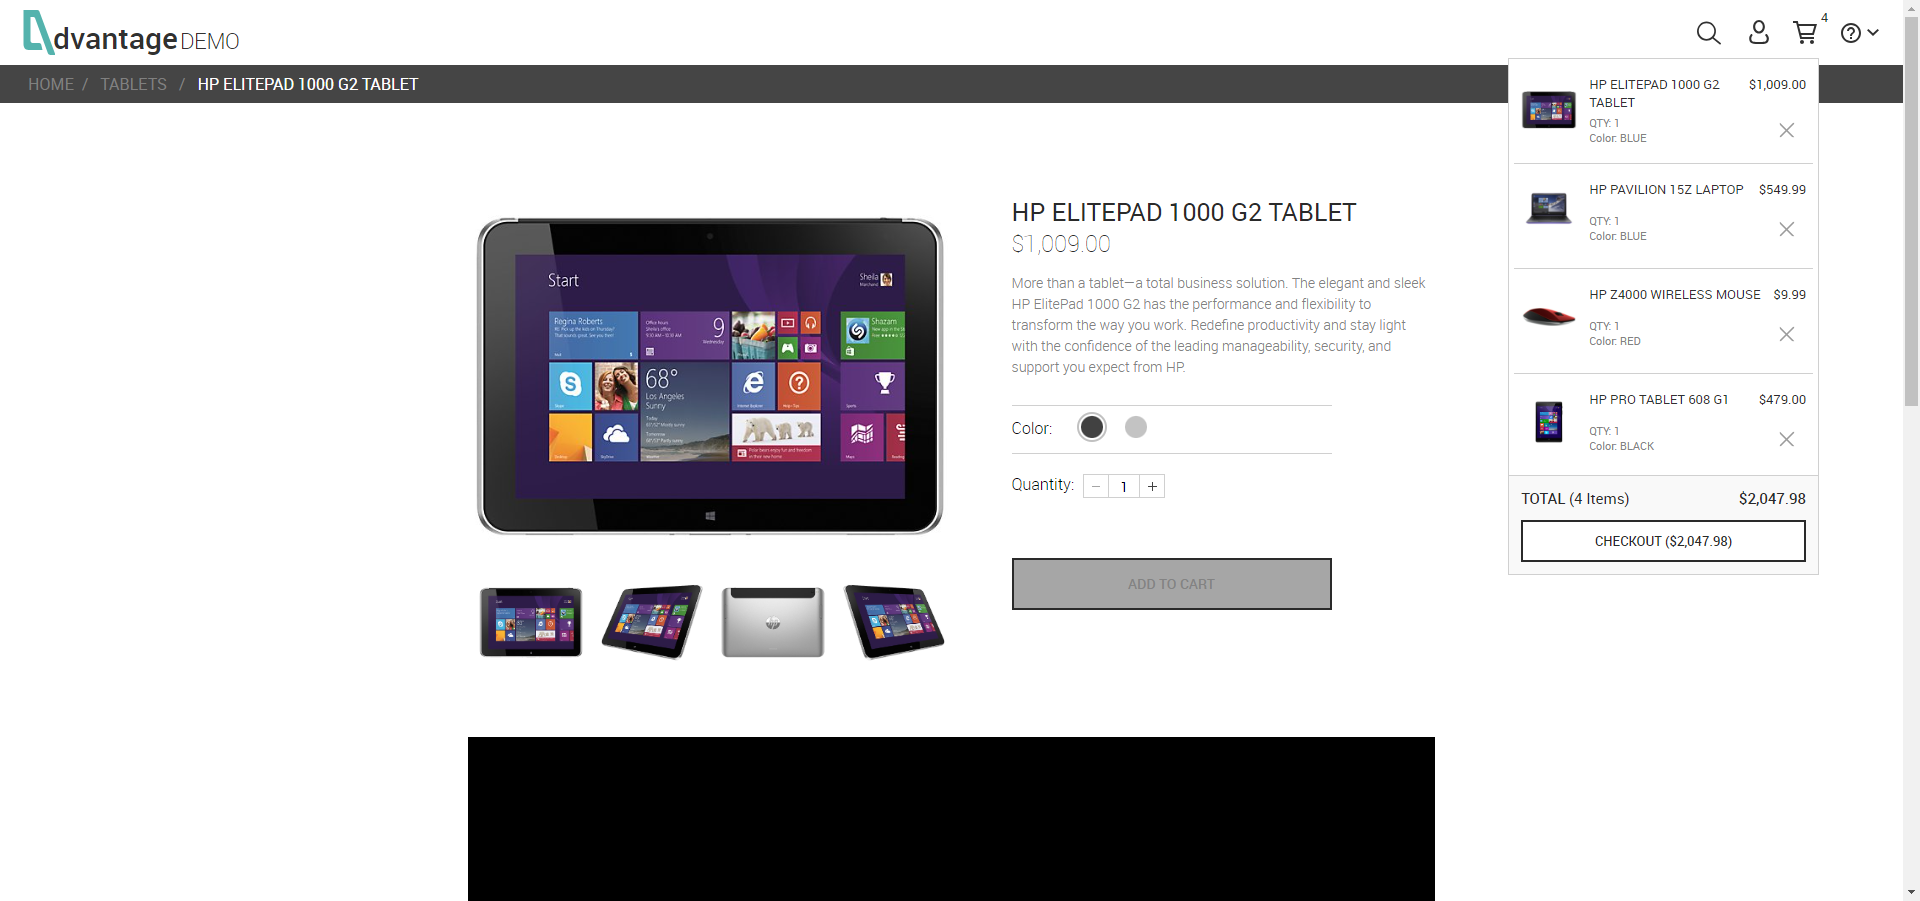 dvantage DEMO
4
HOME / TABLETS / HP ELITEPAD 1000 G2 TABLET
HP ELITEPAD 1000 G2 TABLET
$1,009.00
More than a tablet—a total business solution. The elegant and sleek
HP ElitePad 1000 G2 has the performance and flexibility to
transform the way you work. Redefine productivity and stay light
with the confidence of the leading manageability, security, and
support you expect from HP.
Color:
Quantity: − 1 +
ADD TO CART
Start
Sheila
Regina Roberts
9
Wednesday
Shazam
68°
Los Angeles
Sunny
Today
Tomorrow
HP ELITEPAD 1000 G2
TABLET
$1,009.00
QTY: 1
Color: BLUE
HP PAVILION 15Z LAPTOP $549.99
QTY: 1
Color: BLUE
HP Z4000 WIRELESS MOUSE $9.99
QTY: 1
Color: RED
HP PRO TABLET 608 G1 $479.00
QTY: 1
Color: BLACK
TOTAL (4 Items) $2,047.98
CHECKOUT ($2,047.98)